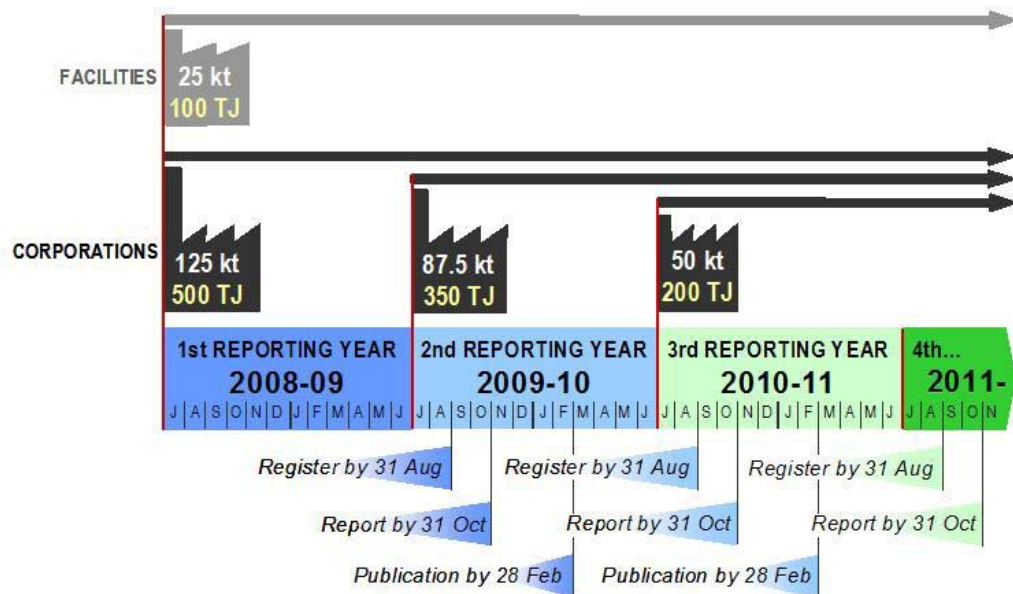 FACILITIES
25 kt
100 TJ
CORPORATIONS
125 kt
500 TJ
87.5 kt
350 TJ
50 kt
200 TJ
1st REPORTING YEAR
2008-09
2nd REPORTING YEAR
2009-10
3rd REPORTING YEAR
2010-11
4th...
2011-
J A S O N D J F M A M J J A S O N D J F M A M J J A S O N D J F M A M J J A S O N
Register by 31 Aug
Register by 31 Aug
Register by 31 Aug
Report by 31 Oct
Report by 31 Oct
Report by 31 Oct
Publication by 28 Feb
Publication by 28 Feb